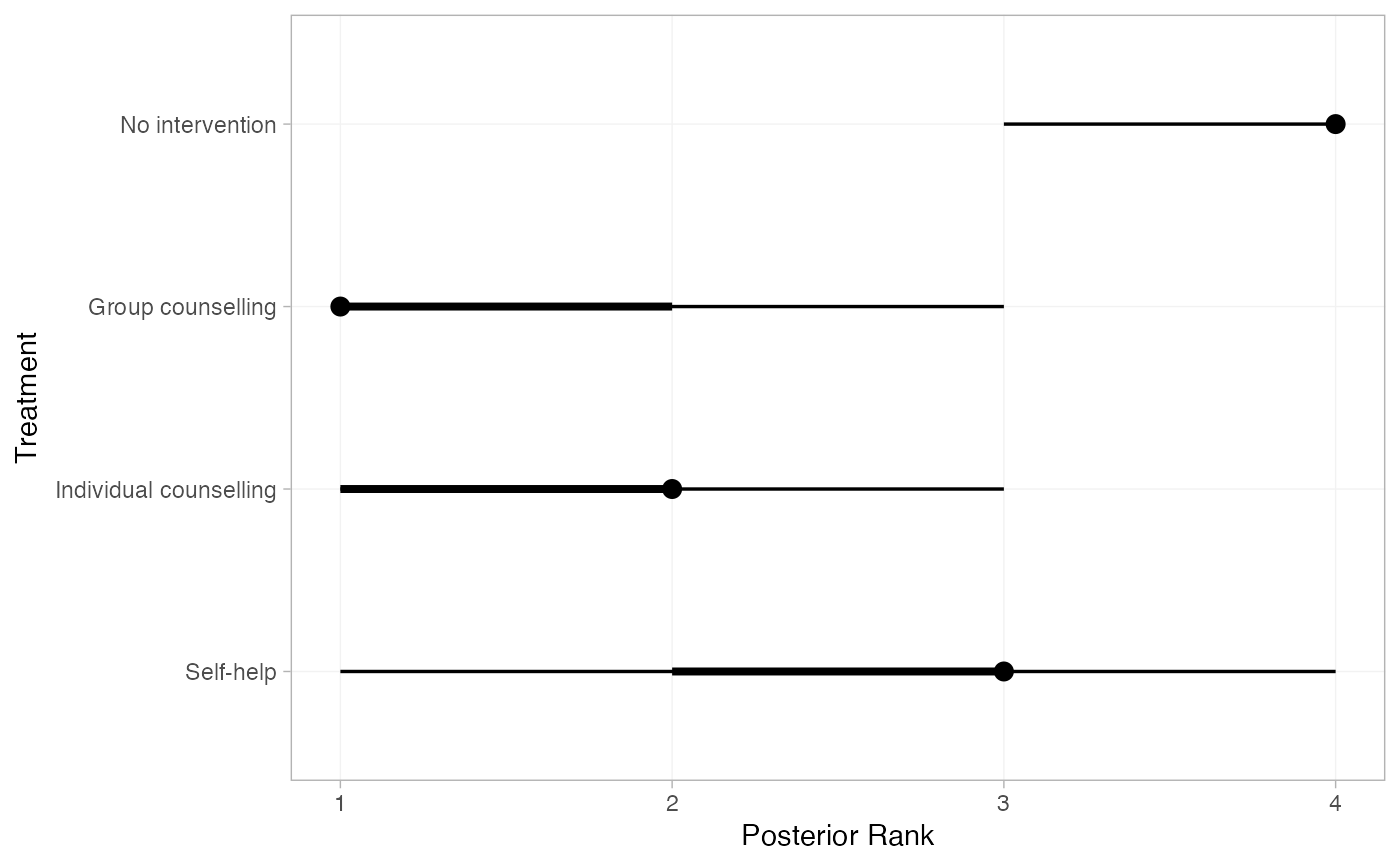 No intervention
Group counselling
Individual counselling
Self-help
Treatment
1 2 3 4
Posterior Rank